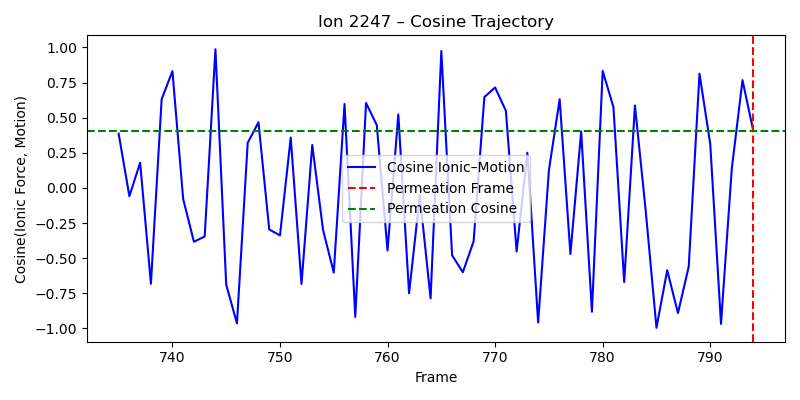 Ion 2247 – Cosine Trajectory
Cosine(Ionic Force, Motion)
1.00
0.75
0.50
0.25
0.00
−0.25
−0.50
−0.75
−1.00
Cosine Ionic–Motion
Permeation Frame
Permeation Cosine
740 750 760 770 780 790
Frame